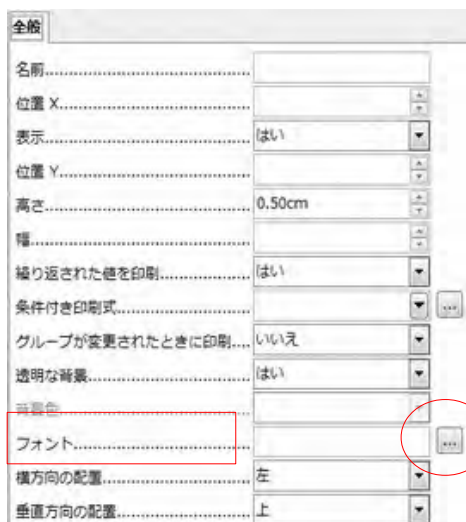 全般
名前
位置 X
表示 はい
位置 Y
高さ 0.50cm
幅
繰り返された値を印刷 はい
条件付き印刷式 ...
グループが変更されたときに印刷 いいえ
透明な背景 はい
背景色
フォント ...
横方向の配置 左
垂直方向の配置 上